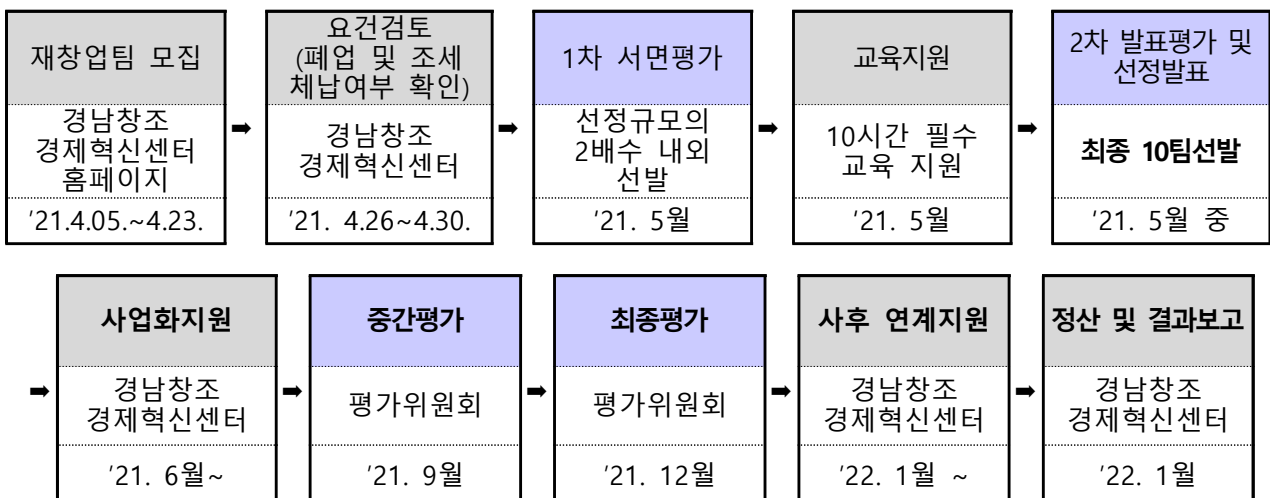 재창업팀 모집
경남창조
경제혁신센터
홈페이지
'21.4.05.~4.23.
➡
요건검토
(폐업 및 조세
체납여부 확인)
경남창조
경제혁신센터
'21. 4.26~4.30.
➡
1차 서면평가
선정규모의
2배수 내외
선발
'21. 5월
➡
교육지원
10시간 필수
교육 지원
'21. 5월
➡
2차 발표평가 및
선정발표
최종 10팀선발
'21. 5월 중
➡
사업화지원
경남창조
경제혁신센터
'21. 6월~
➡
중간평가
평가위원회
'21. 9월
➡
최종평가
평가위원회
'21. 12월
➡
사후 연계지원
경남창조
경제혁신센터
'22. 1월 ~
➡
정산 및 결과보고
경남창조
경제혁신센터
'22. 1월